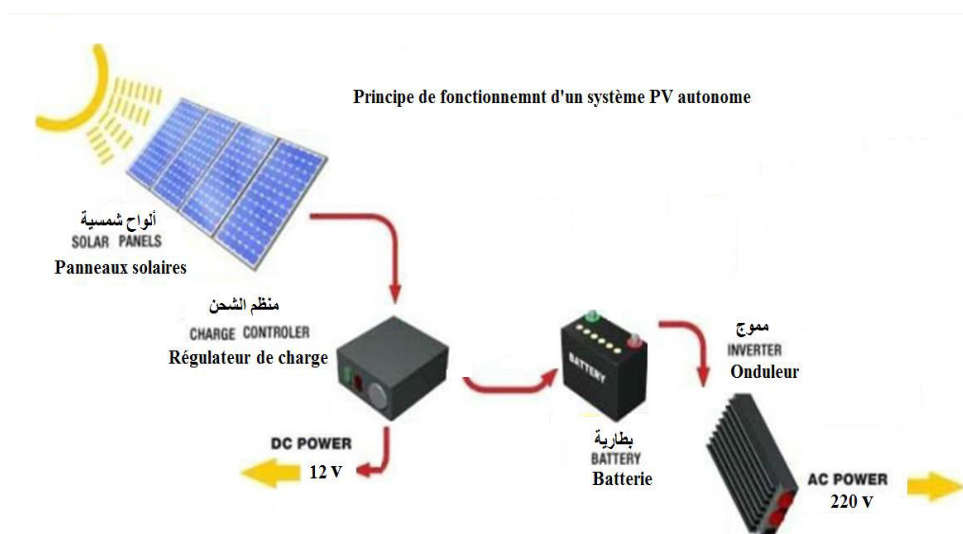 Principe de fonctionnemnt d'un système PV autonome
ألواح شمسية
SOLAR PANELS
Panneaux solaires
منظم الشحن
CHARGE CONTROLER
Régulateur de charge
مموج
INVERTER
Onduleur
BATTERY
بطارية
BATTERY
Batterie
DC POWER
12 V
AC POWER
220 V